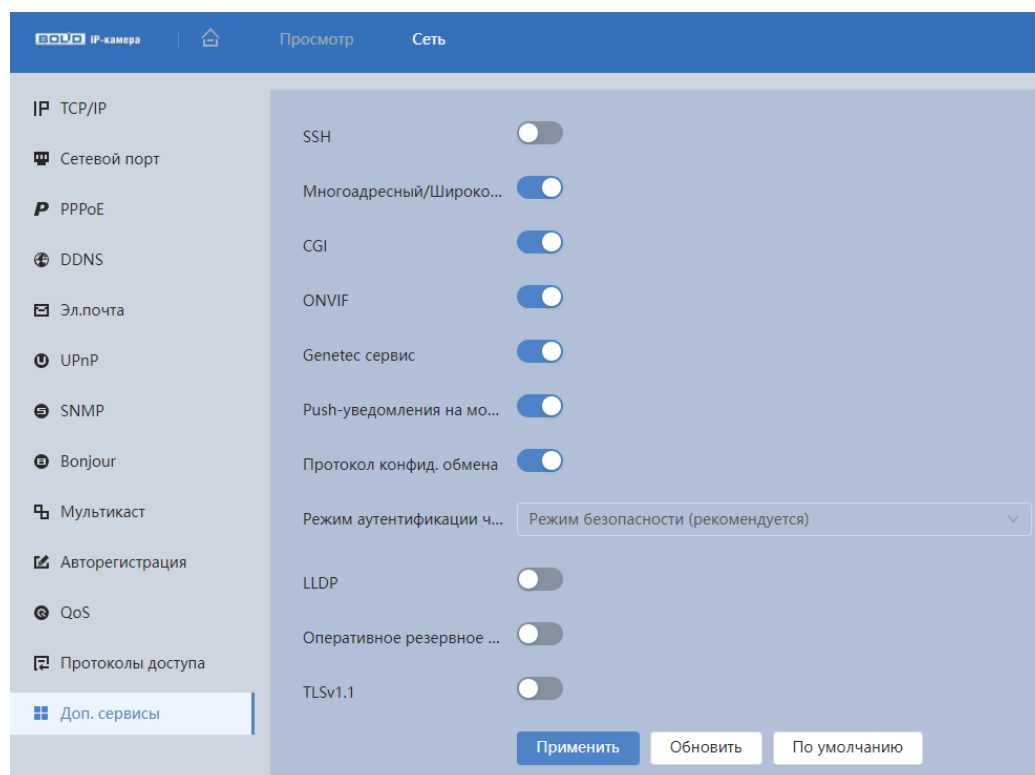 BOLID IP-камера
Просмотр
Сеть
TCP/IP
Сетевой порт
PPPoE
DDNS
Эл.почта
UPnP
SNMP
Bonjour
Мультикаст
Авторегистрация
QoS
Протоколы доступа
Доп. сервисы
SSH
Многоадресный/Широко...
CGI
ONVIF
Genetec сервис
Push-уведомления на мо...
Протокол конфид. обмена
Режим аутентификации ч... Режим безопасности (рекомендуется)
LLDP
Оперативное резервное ...
TLSv1.1
Применить Обновить По умолчанию